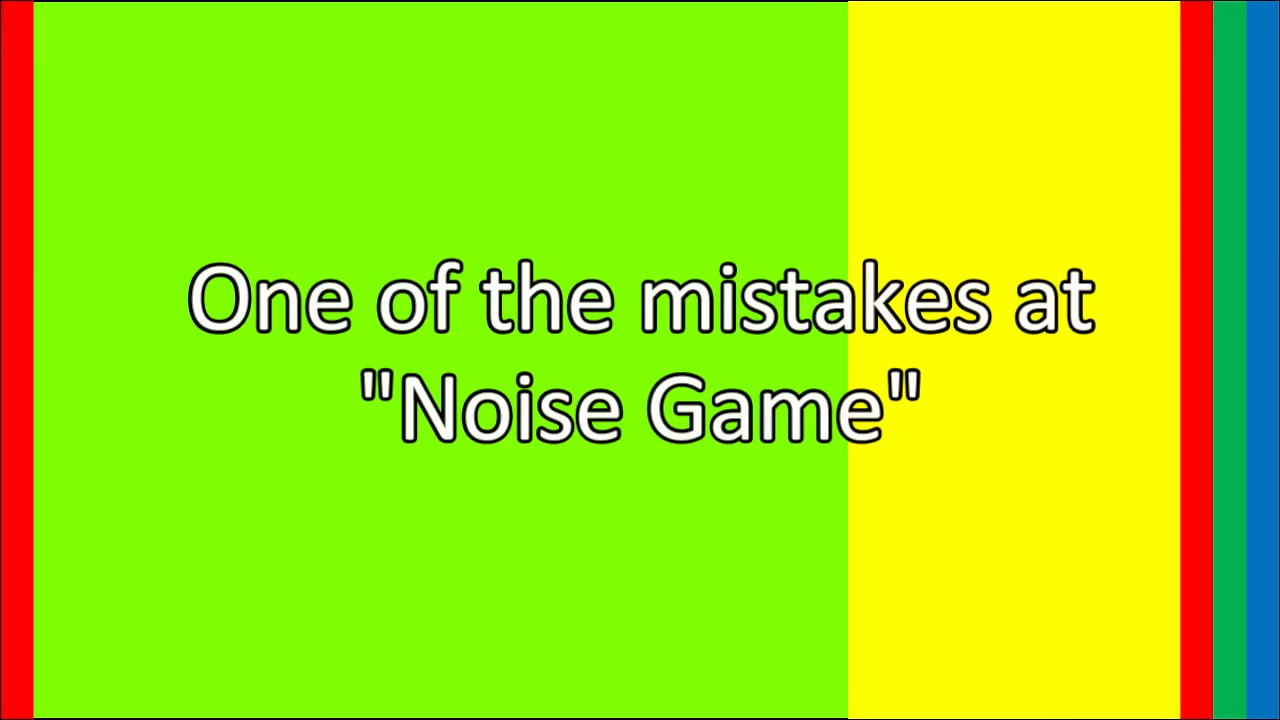 One of the mistakes at
"Noise Game"